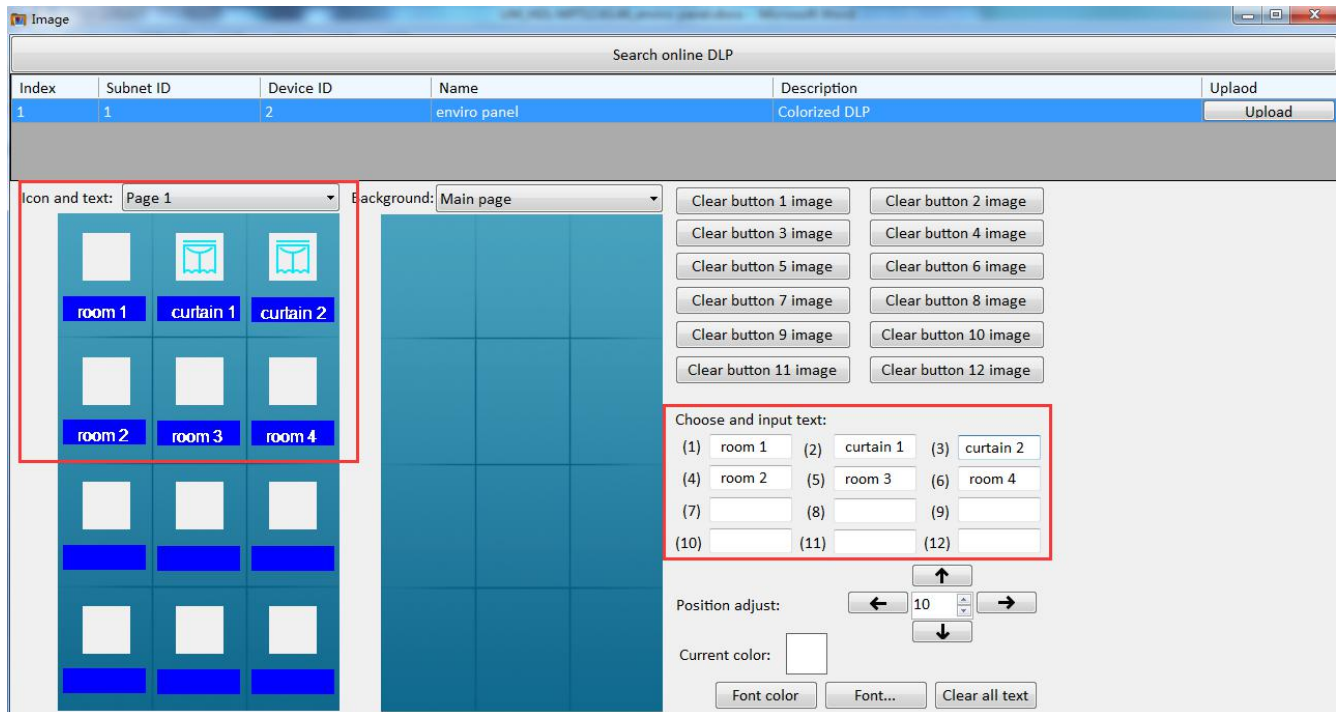 Image
Search online DLP
Index Subnet ID Device ID Name Description Uplaod
1 1 2 enviro panel Colorized DLP Upload
Icon and text: Page 1 Background: Main page
Clear button 1 image Clear button 2 image
Clear button 3 image Clear button 4 image
Clear button 5 image Clear button 6 image
Clear button 7 image Clear button 8 image
Clear button 9 image Clear button 10 image
Clear button 11 image Clear button 12 image
room 1 curtain 1 curtain 2
room 2 room 3 room 4
Choose and input text:
(1) room 1 (2) curtain 1 (3) curtain 2
(4) room 2 (5) room 3 (6) room 4
(7) (8) (9)
(10) (11) (12)
Position adjust: 10
Current color:
Font color Font... Clear all text